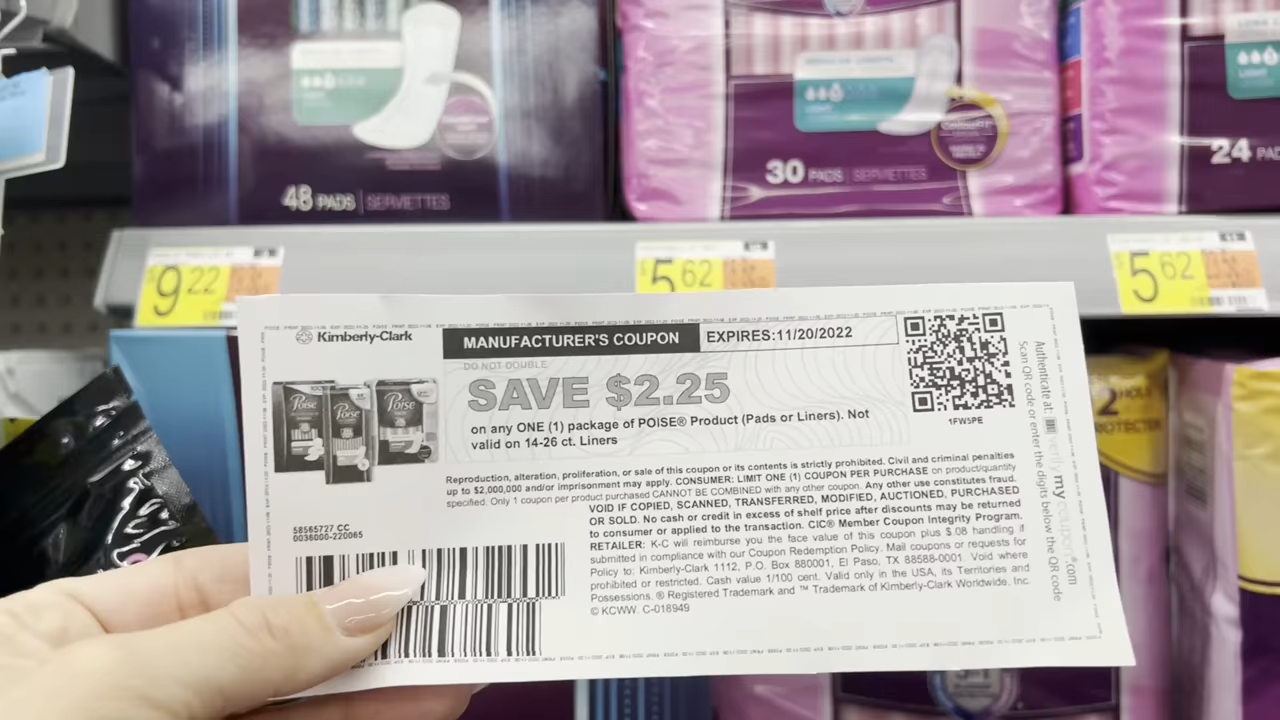 LIGHT
48 PADS | SERVIETTES
30 PADS | SERVIETTES
LIGHT
24 PADS
$9 22
$5 62
$5 62
Kimberly-Clark
MANUFACTURER'S COUPON
EXPIRES:11/20/2022
DO NOT DOUBLE
SAVE $2.25
on any ONE (1) package of POISE® Product (Pads or Liners). Not
valid on 14-26 ct. Liners
Poise
Poise
Poise
1FW5PE
Authenticate at: verify my coupon.com
Scan QR code or enter the digits below the QR code
Reproduction, alteration, proliferation, or sale of this coupon or its contents is strictly prohibited. Civil and criminal penalties
up to $2,000,000 and/or imprisonment may apply. CONSUMER: LIMIT ONE (1) COUPON PER PURCHASE on product/quantity
specified. Only 1 coupon per product purchased CANNOT BE COMBINED with any other coupon. Any other use constitutes fraud.
VOID IF COPIED, SCANNED, TRANSFERRED, MODIFIED, AUCTIONED, PURCHASED
OR SOLD. No cash or credit in excess of shelf price after discounts may be returned
to consumer or applied to the transaction. CIC® Member Coupon Integrity Program.
RETAILER: K-C will reimburse you the face value of this coupon plus $.08 handling if
submitted in compliance with our Coupon Redemption Policy. Mail coupons or requests for
Policy to: Kimberly-Clark 1112, P.O. Box 880001, El Paso, TX 88588-0001. Void where
prohibited or restricted. Cash value 1/100 cent. Valid only in the USA, its Territories and
Possessions. ® Registered Trademark and ™ Trademark of Kimberly-Clark Worldwide, Inc.
© KCWW. C-018949
58565727 CC
0036000-220065